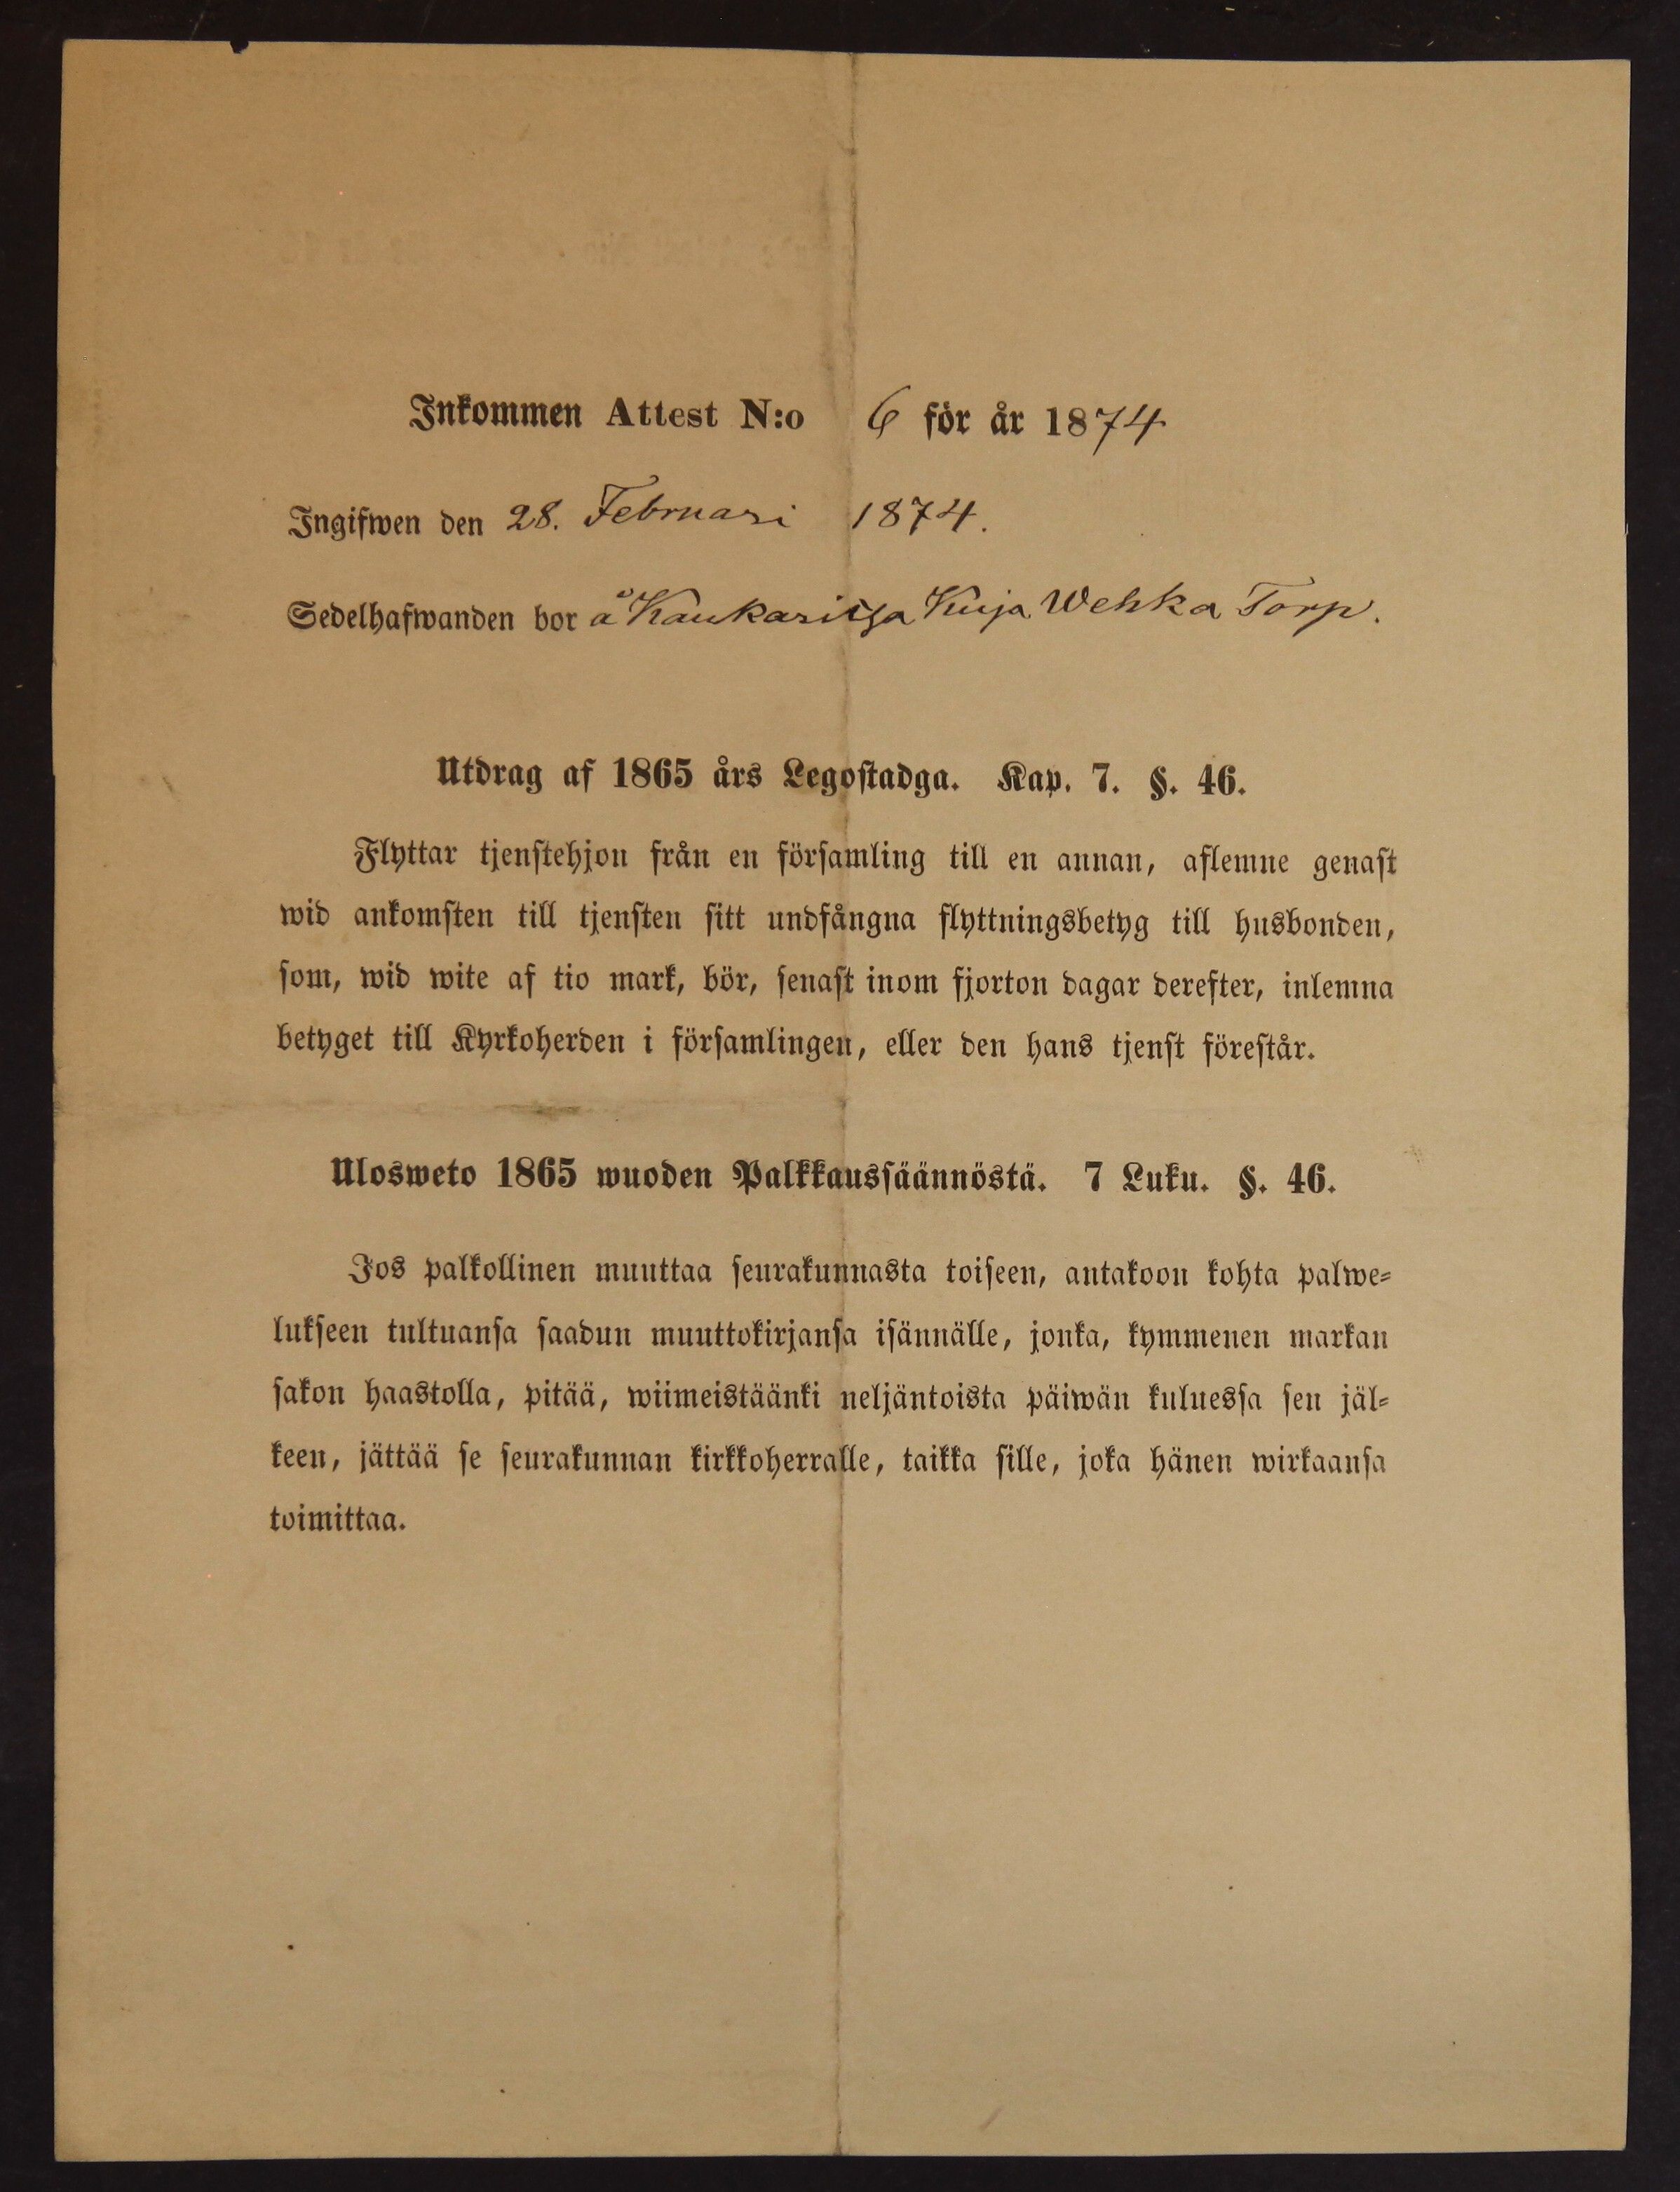 Inkommen Attest N:o 6 för år 1874
Ingifwen den 28. Februari 1874.
Sedelhafwanden bor å Kaukarisga Kuja Wehka Torp.
Utdrag af 1865 års Legostadga. Kap. 7. §. 46.
Flyttar tjenstehjon från en församling till en annan, aflemne genast
wid ankomsten till tjensten sitt undfångna flyttningsbetyg till husbonden,
som, wid wite af tio mark, bör, senast inom fjorton dagar derefter, inlemna
betyget till Kyrkoherden i församlingen, eller den hans tjenst förestår.
Ulosweto 1865 wuoden Palkkaussäännöstä. 7 Luku. §. 46.
Jos palkollinen muuttaa seurakunnasta toiseen, antakoon kohta palwe-
lukseen tultuansa saadun muuttokirjansa isännälle, jonka, kymmenen markan
sakon haastolla, pitää, wiimeistäänki neljäntoista päiwän kuluessa sen jäl-
keen, jättää se seurakunnan kirkkoherralle, taikka sille, joka hänen wirkaansa
toimittaa.